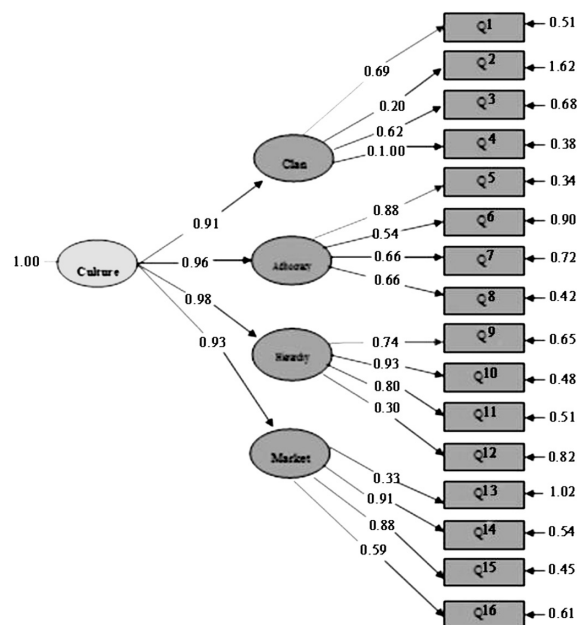 Q1
0.51
Q2
1.62
0.69
0.20
Q3
0.68
0.62
Q4
0.38
Clan
0.1.00
Q5
0.34
0.88
Q6
0.90
0.91
0.54
Q7
0.72
1.00
Culture
0.96
Adhocracy
0.66
0.66
Q8
0.42
0.98
Q9
0.65
0.93
0.74
Hierarchy
0.93
Q10
0.48
0.80
Q11
0.51
0.30
Q12
0.82
Market
0.33
Q13
1.02
0.91
Q14
0.54
0.88
Q15
0.45
0.59
Q16
0.61